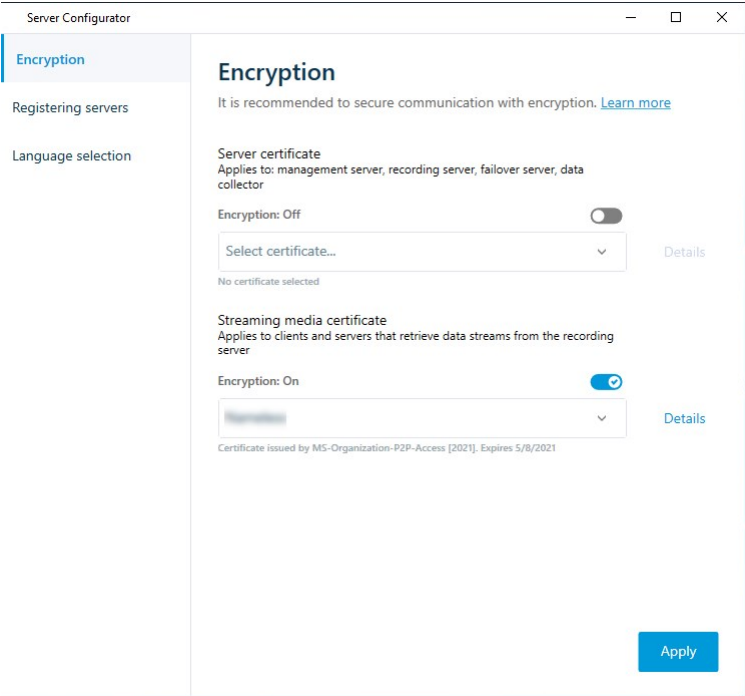 Server Configurator
Encryption
Registering servers
Language selection
Encryption
It is recommended to secure communication with encryption. Learn more
Server certificate
Applies to: management server, recording server, failover server, data
collector
Encryption: Off
Select certificate...
Details
No certificate selected
Streaming media certificate
Applies to clients and servers that retrieve data streams from the recording
server
Encryption: On
Details
Certificate issued by MS-Organization-P2P-Access [2021]. Expires 5/8/2021
Apply